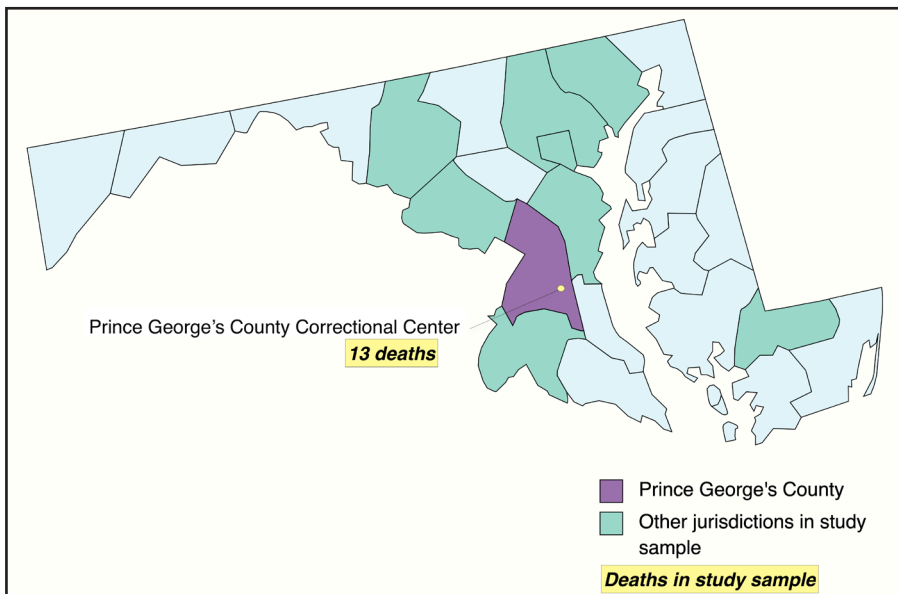 Prince George’s County Correctional Center
13 deaths
Prince George's County
Other jurisdictions in study
sample
Deaths in study sample